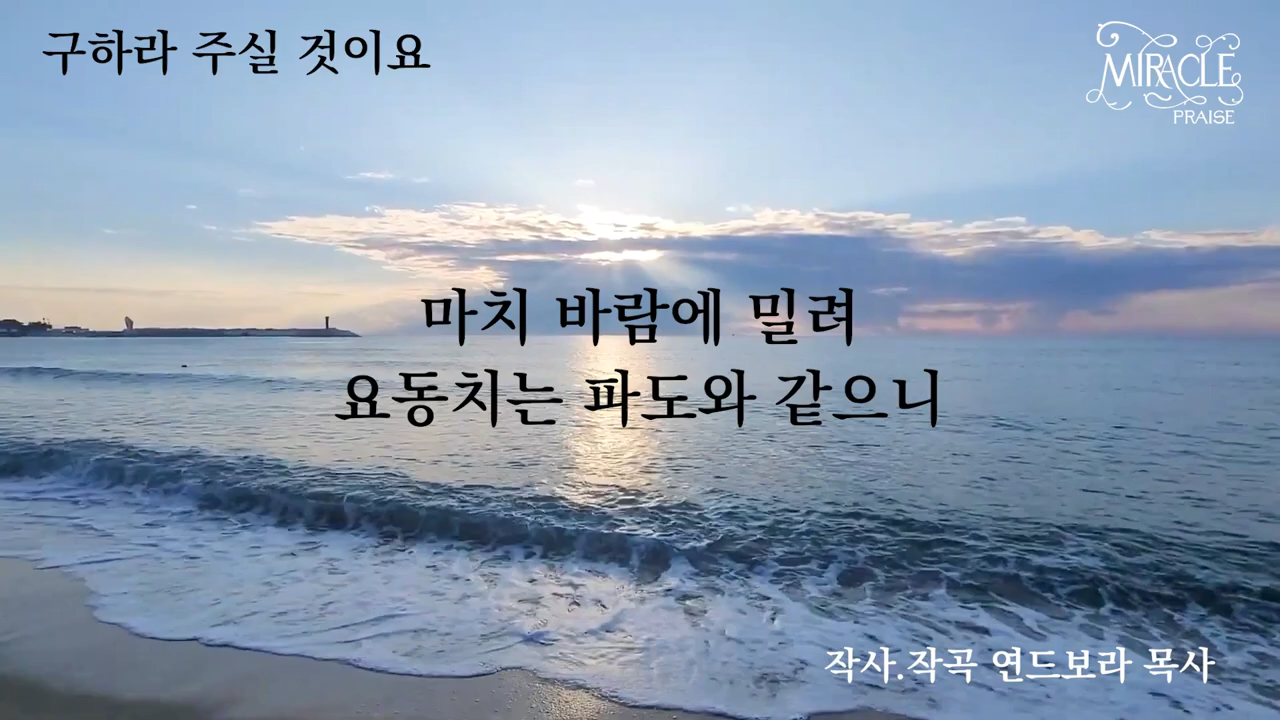 구하라 주실 것이요
MIRACLE
PRAISE
마치 바람에 밀려
요동치는 파도와 같으니
작사.작곡 연드보라 목사